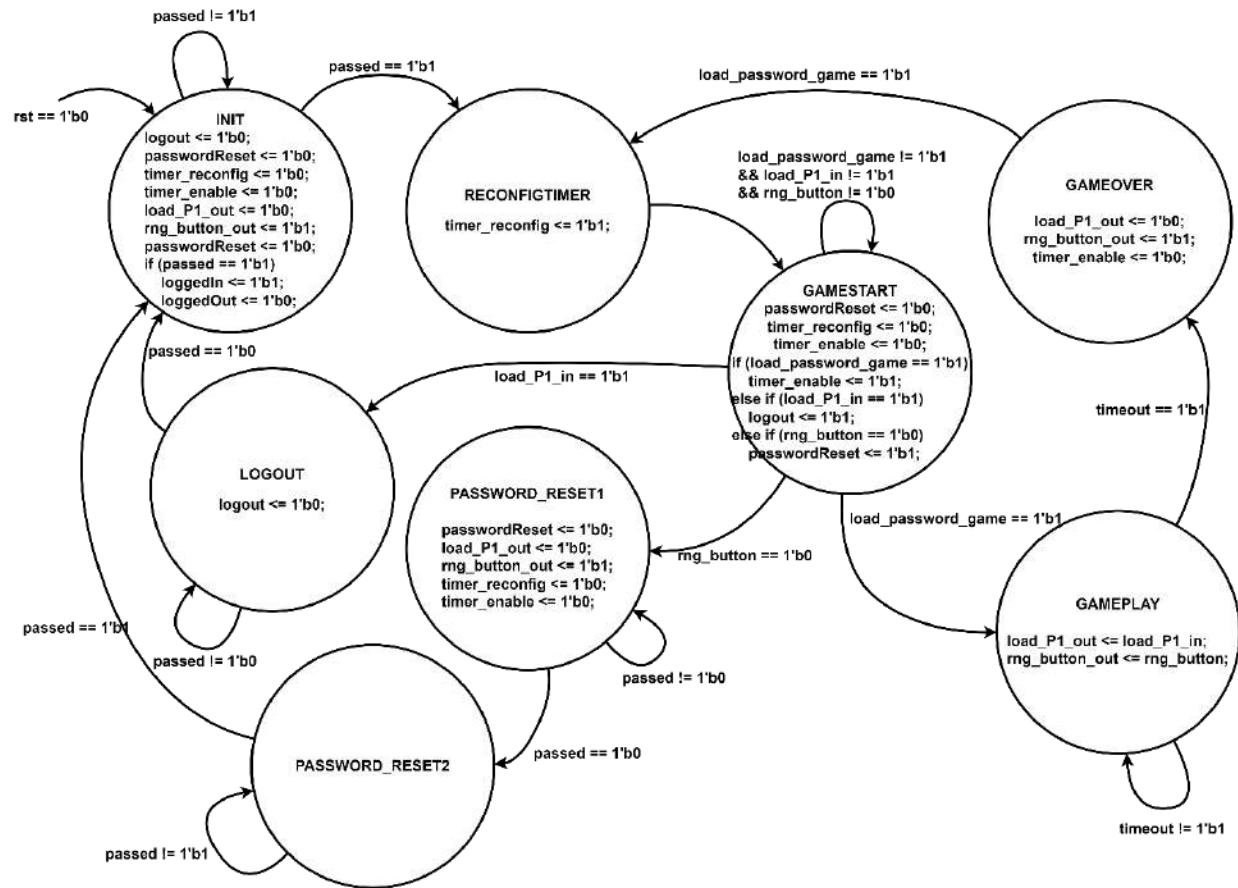 passed != 1'b1
rst == 1'b0
passed == 1'b1
load_password_game == 1'b1
INIT
logout <= 1'b0;
passwordReset <= 1'b0;
timer_reconfig <= 1'b0;
timer_enable <= 1'b0;
load_P1_out <= 1'b0;
rng_button_out <= 1'b1;
passwordReset <= 1'b0;
if (passed == 1'b1)
loggedIn <= 1'b1;
loggedOut <= 1'b0;
RECONFIGTIMER
timer_reconfig <= 1'b1;
load_password_game != 1'b1
&& load_P1_in != 1'b1
&& rng_button != 1'b0
GAMEOVER
load_P1_out <= 1'b0;
rng_button_out <= 1'b1;
timer_enable <= 1'b0;
GAMESTART
passwordReset <= 1'b0;
timer_reconfig <= 1'b0;
timer_enable <= 1'b0;
if (load_password_game == 1'b1)
timer_enable <= 1'b1;
else if (load_P1_in == 1'b1)
logout <= 1'b1;
else if (rng_button == 1'b0)
passwordReset <= 1'b1;
passed == 1'b0
load_P1_in == 1'b1
timeout == 1'b1
LOGOUT
logout <= 1'b0;
PASSWORD_RESET1
passwordReset <= 1'b0;
load_P1_out <= 1'b0;
rng_button_out <= 1'b1;
timer_reconfig <= 1'b0;
timer_enable <= 1'b0;
load_password_game == 1'b1
rng_button == 1'b0
GAMEPLAY
load_P1_out <= load_P1_in;
rng_button_out <= rng_button;
passed == 1'b1
passed != 1'b0
passed != 1'b0
passed == 1'b0
PASSWORD_RESET2
passed != 1'b1
timeout != 1'b1